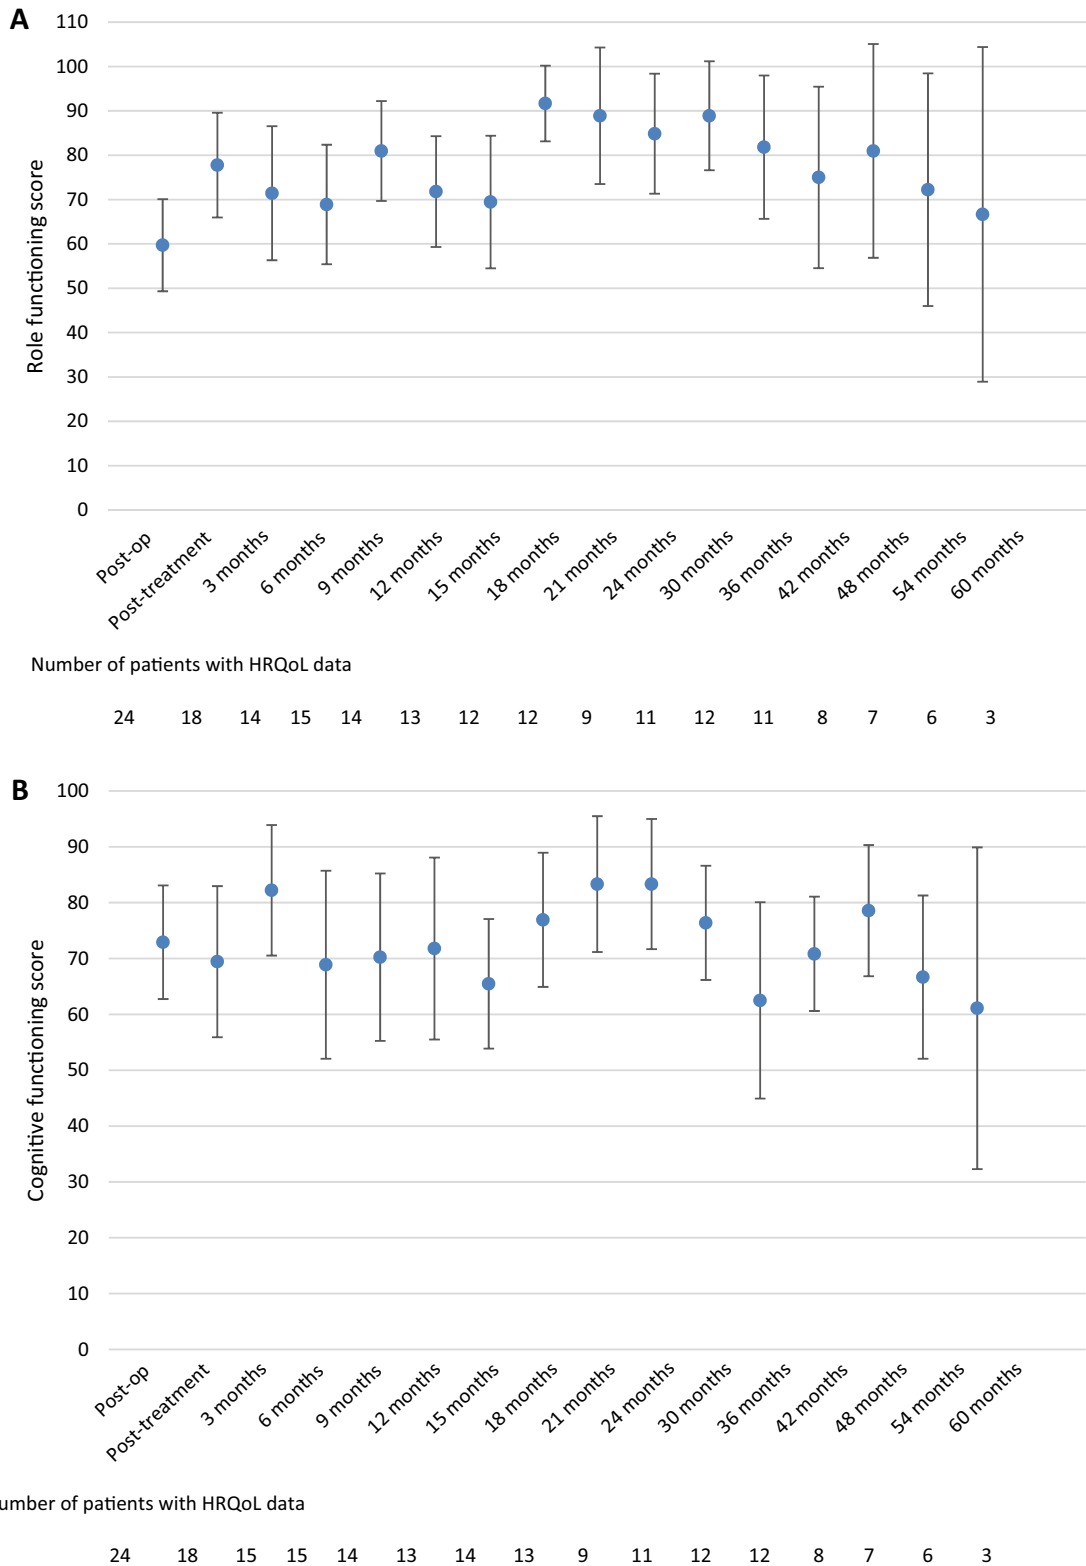 A
110
100
90
80
70
60
50
40
30
20
10
0
Role functioning score
Post-op
Post-treatment
3 months
6 months
9 months
12 months
15 months
18 months
21 months
24 months
30 months
36 months
42 months
48 months
54 months
60 months
Number of patients with HRQoL data
24 18 14 15 14 13 12 12 9 11 12 11 8 7 6 3
B
100
90
80
70
60
50
40
30
20
10
0
Cognitive functioning score
Post-op
Post-treatment
3 months
6 months
9 months
12 months
15 months
18 months
21 months
24 months
30 months
36 months
42 months
48 months
54 months
60 months
umber of patients with HRQoL data
24 18 15 15 14 13 14 13 9 11 12 12 8 7 6 3